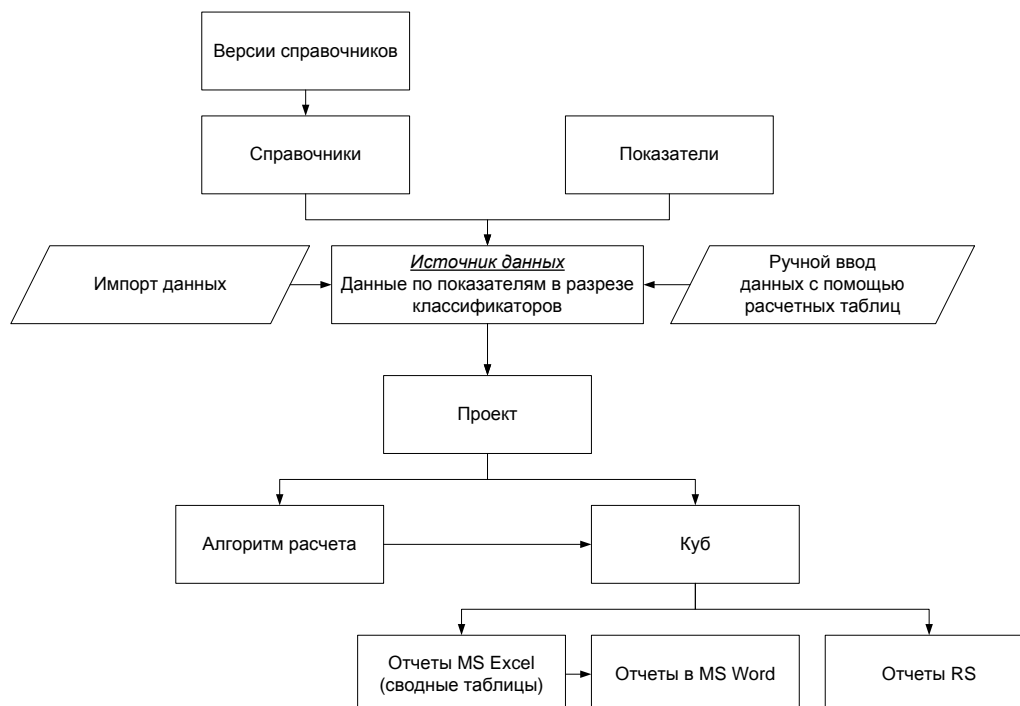 Версии справочников
Справочники
Показатели
Импорт данных
Источник данных
Данные по показателям в разрезе
классификаторов
Ручной ввод
данных с помощью
расчетных таблиц
Проект
Алгоритм расчета
Куб
Отчеты MS Excel
(сводные таблицы)
Отчеты в MS Word
Отчеты RS